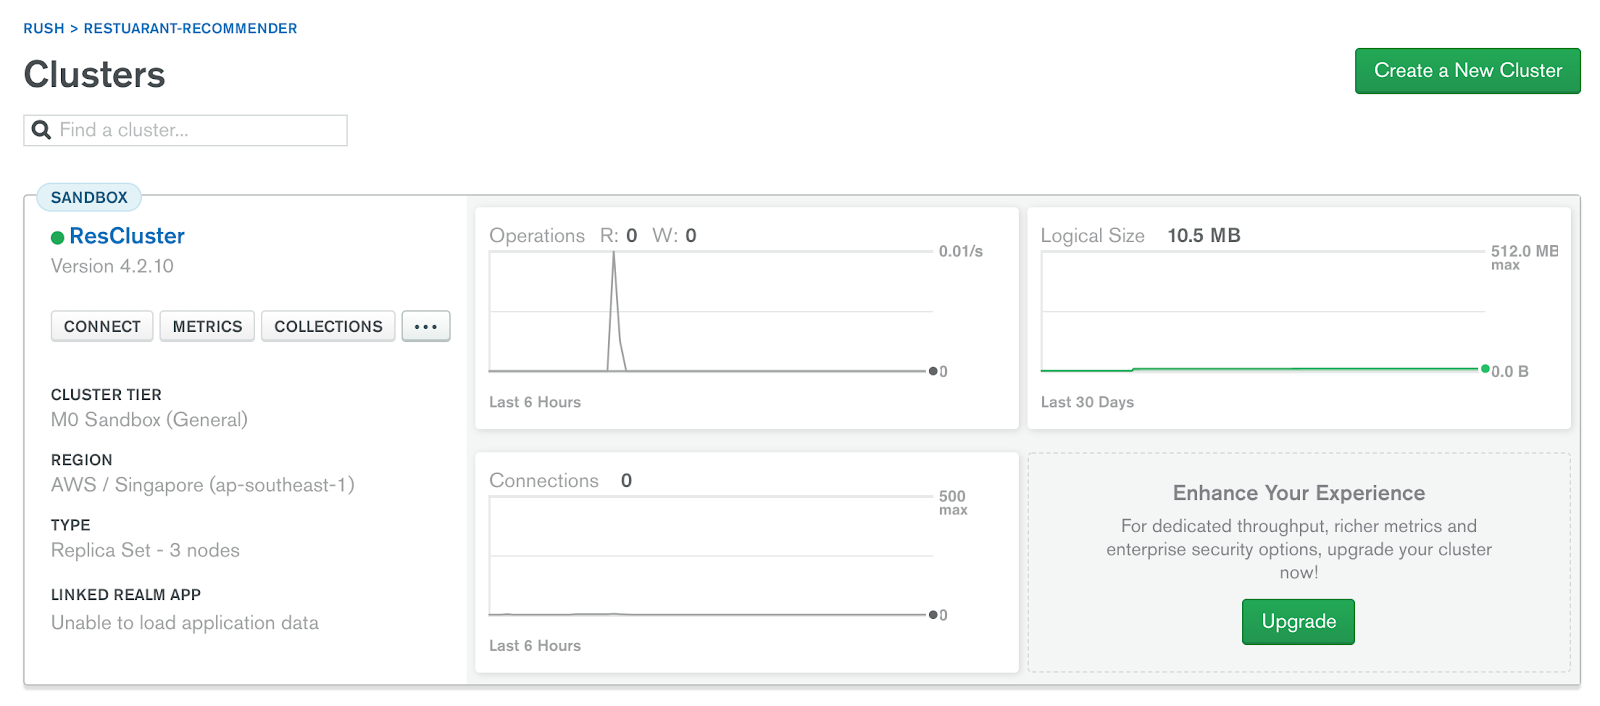 RUSH > RESTUARANT-RECOMMENDER
Clusters
Create a New Cluster
Find a cluster...
SANDBOX
ResCluster
Version 4.2.10
CONNECT METRICS COLLECTIONS ...
CLUSTER TIER
M0 Sandbox (General)
REGION
AWS / Singapore (ap-southeast-1)
TYPE
Replica Set - 3 nodes
LINKED REALM APP
Unable to load application data
Operations R: 0 W: 0
0.01/s
0
Last 6 Hours
Logical Size 10.5 MB
512.0 MB
max
0.0 B
Last 30 Days
Connections 0
500
max
0
Last 6 Hours
Enhance Your Experience
For dedicated throughput, richer metrics and
enterprise security options, upgrade your cluster
now!
Upgrade